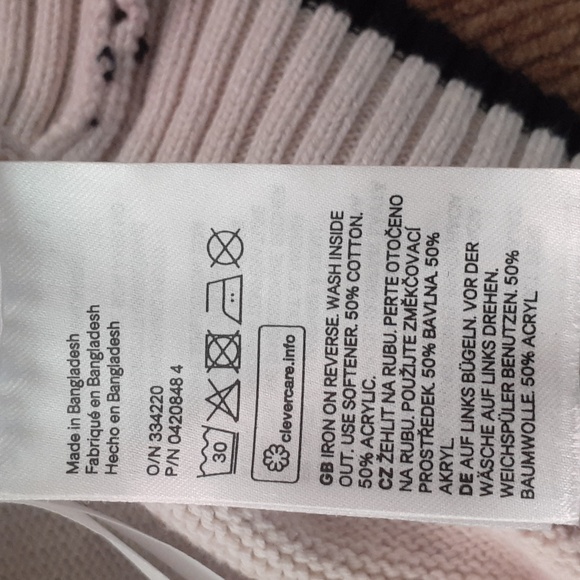 Made in Bangladesh
Fabriqué en Bangladesh
Hecho en Bangladesh
O/N 334220
P/N 04208484
30
clevercare.info
GB IRON ON REVERSE. WASH INSIDE
OUT. USE SOFTENER. 50% COTTON.
50% ACRYLIC.
CZ ŽEHLIT NA RUBU. PERTE OTOČENO
NA RUBU. POUŽIJTE ZMĚKČOVACÍ
PROSTŘEDEK. 50% BAVLNA. 50%
AKRYL.
DE AUF LINKS BÜGELN. VOR DER
WÄSCHE AUF LINKS DREHEN.
WEICHSPÜLER BENUTZEN. 50%
BAUMWOLLE. 50% ACRYL